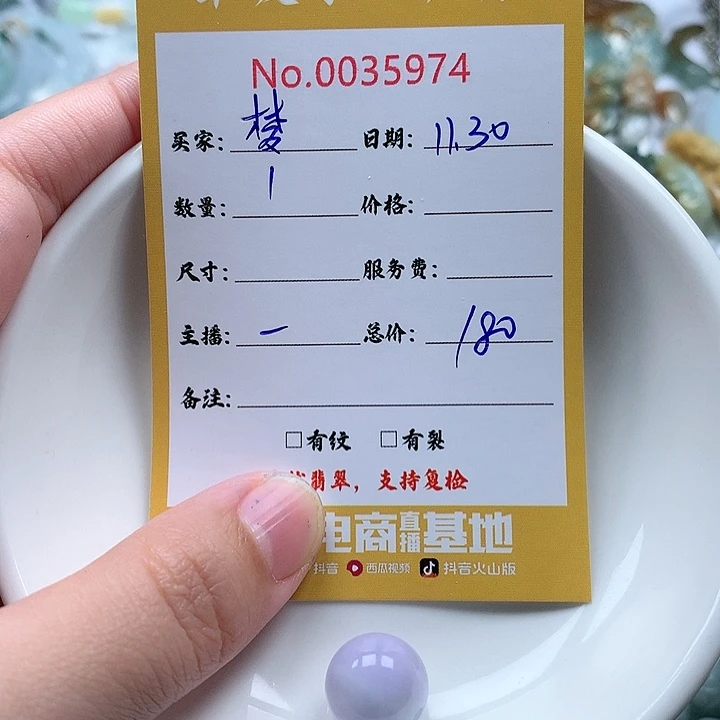 No.0035974
买家: 楼 日期: 11.30
数量: 1 价格:
尺寸: 服务费:
主播: 一 总价: 180
备注:
□有纹 □有裂
翡翠，支持复检
电商直播基地
抖音 西瓜视频 抖音火山版